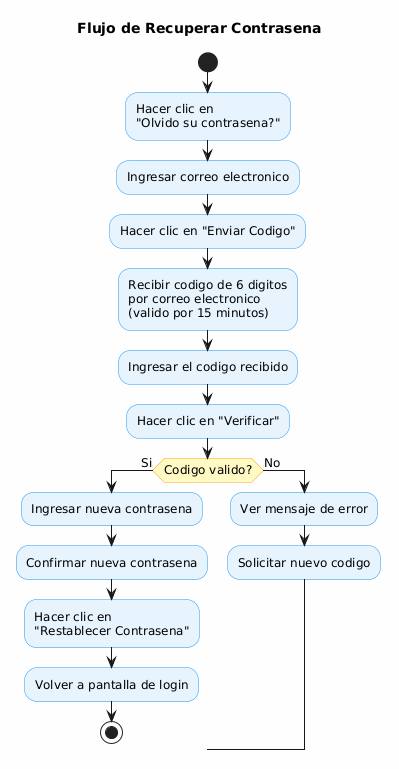 Flujo de Recuperar Contrasena
Hacer clic en
"Olvido su contrasena?"
Ingresar correo electronico
Hacer clic en "Enviar Codigo"
Recibir codigo de 6 digitos
por correo electronico
(valido por 15 minutos)
Ingresar el codigo recibido
Hacer clic en "Verificar"
Codigo valido?
Si
Ingresar nueva contrasena
Confirmar nueva contrasena
Hacer clic en
"Restablecer Contrasena"
Volver a pantalla de login
No
Ver mensaje de error
Solicitar nuevo codigo